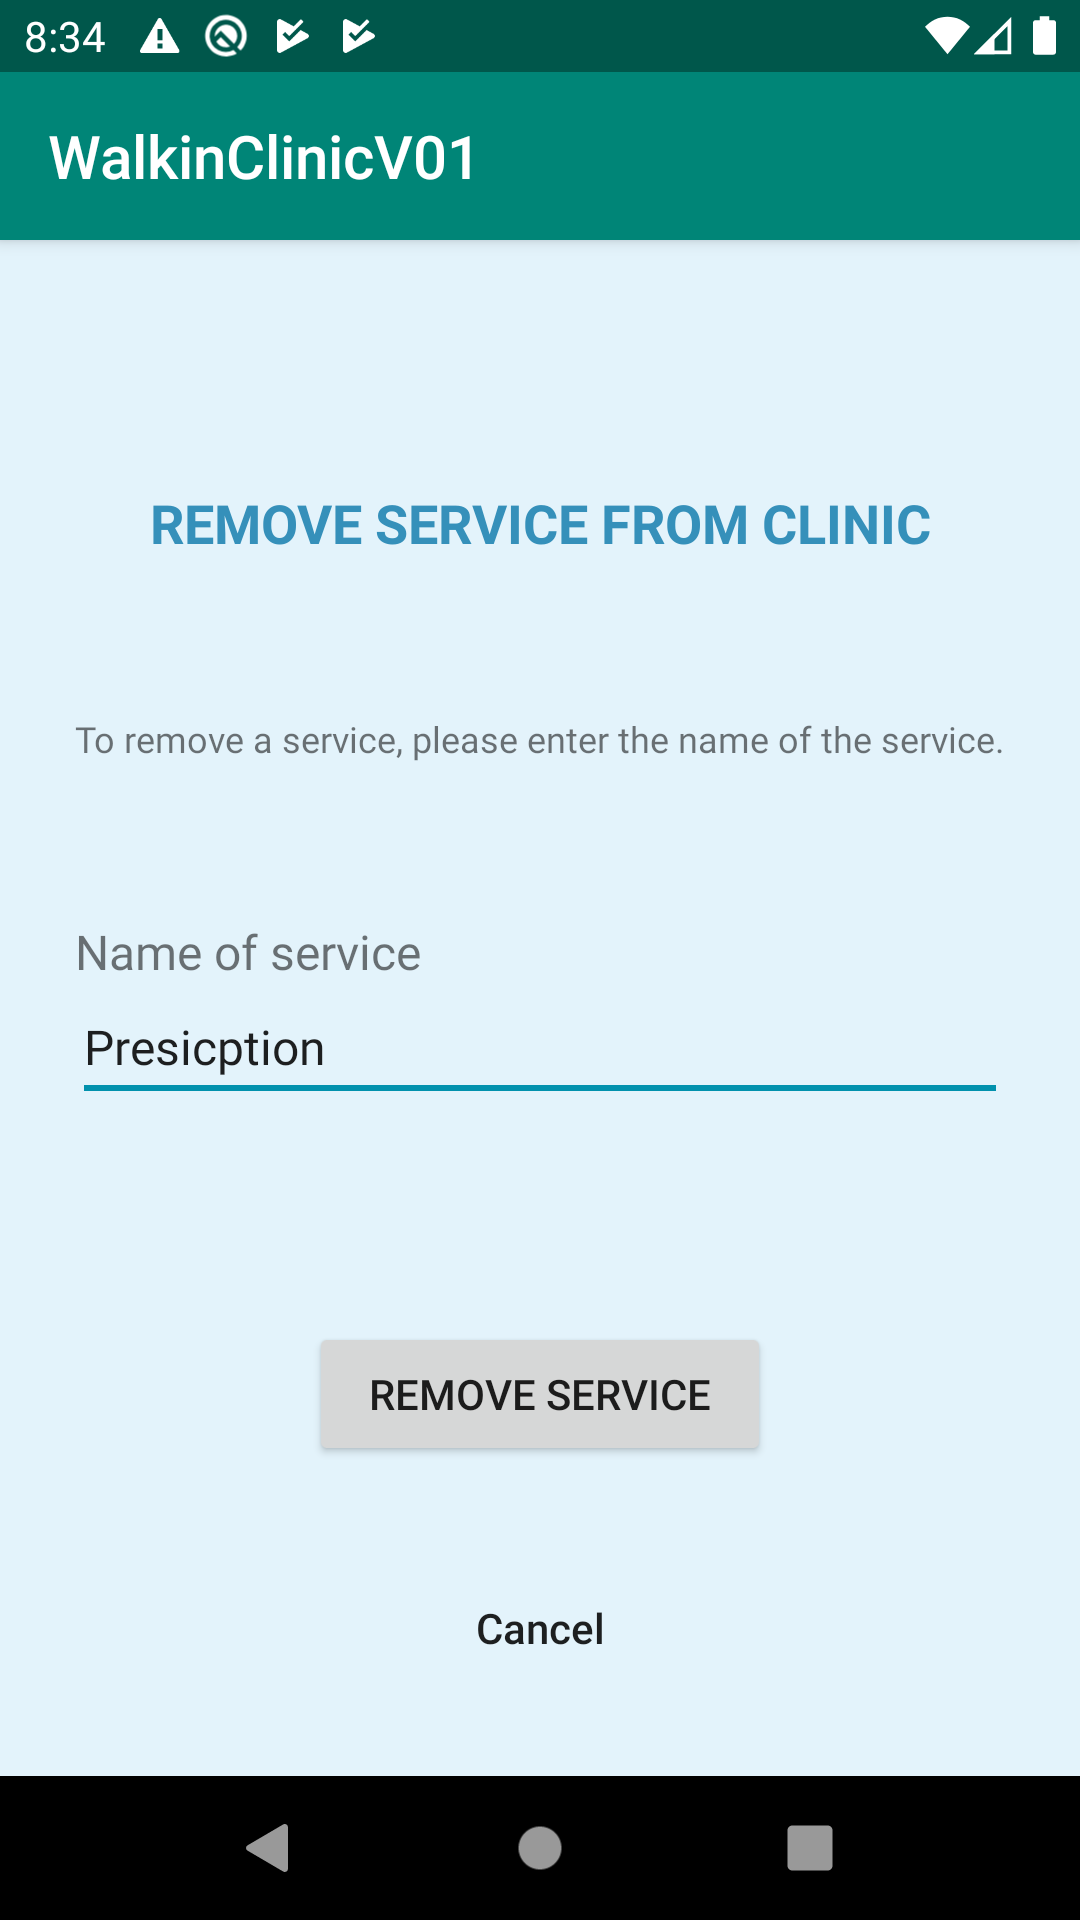 8:34
WalkinClinicV01
REMOVE SERVICE FROM CLINIC
To remove a service, please enter the name of the service.
Name of service
Presicption
REMOVE SERVICE
Cancel